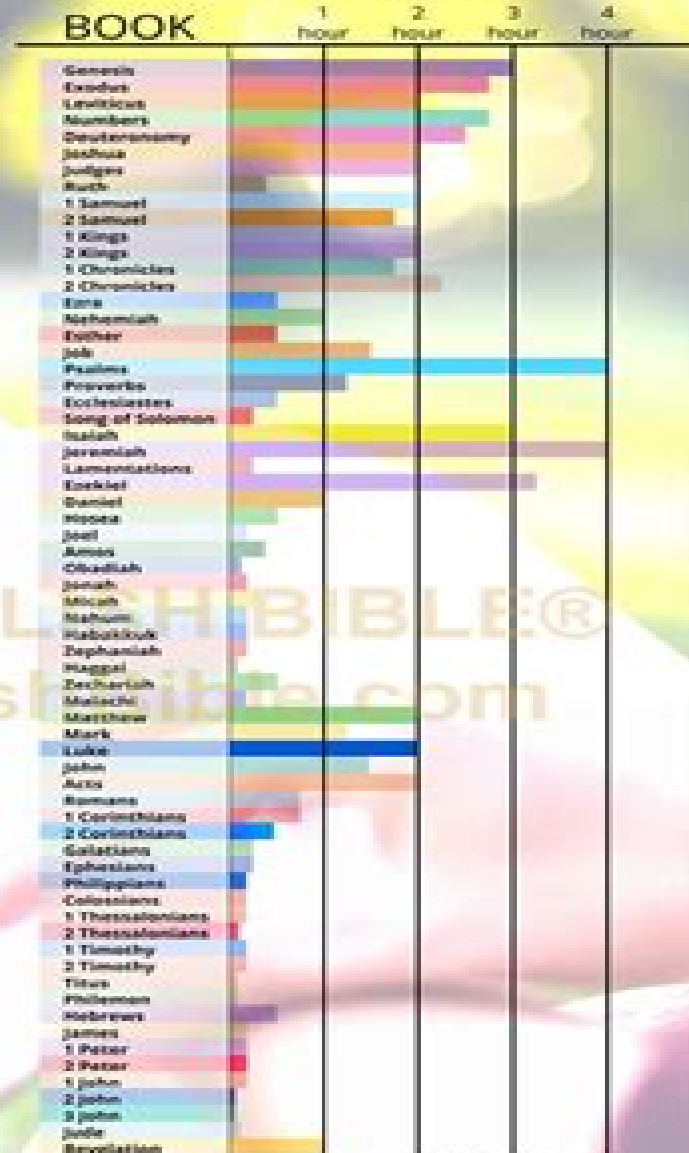 BOOK
1 hour
2 hour
3 hour
4 hour
Genesis
Exodus
Leviticus
Numbers
Deuteronomy
Joshua
Judges
Ruth
1 Samuel
2 Samuel
1 Kings
2 Kings
1 Chronicles
2 Chronicles
Ezra
Nehemiah
Esther
Job
Psalms
Proverbs
Ecclesiastes
Song of Solomon
Isaiah
Jeremiah
Lamentations
Ezekiel
Daniel
Hosea
Joel
Amos
Obadiah
Jonah
Micah
Nahum
Habakkuk
Zephaniah
Haggai
Zechariah
Malachi
Matthew
Mark
Luke
John
Acts
Romans
1 Corinthians
2 Corinthians
Galatians
Ephesians
Philippians
Colossians
1 Thessalonians
2 Thessalonians
1 Timothy
2 Timothy
Titus
Philemon
Hebrews
James
1 Peter
2 Peter
1 John
2 John
3 John
Jude
Revelation
BIBLE®
com